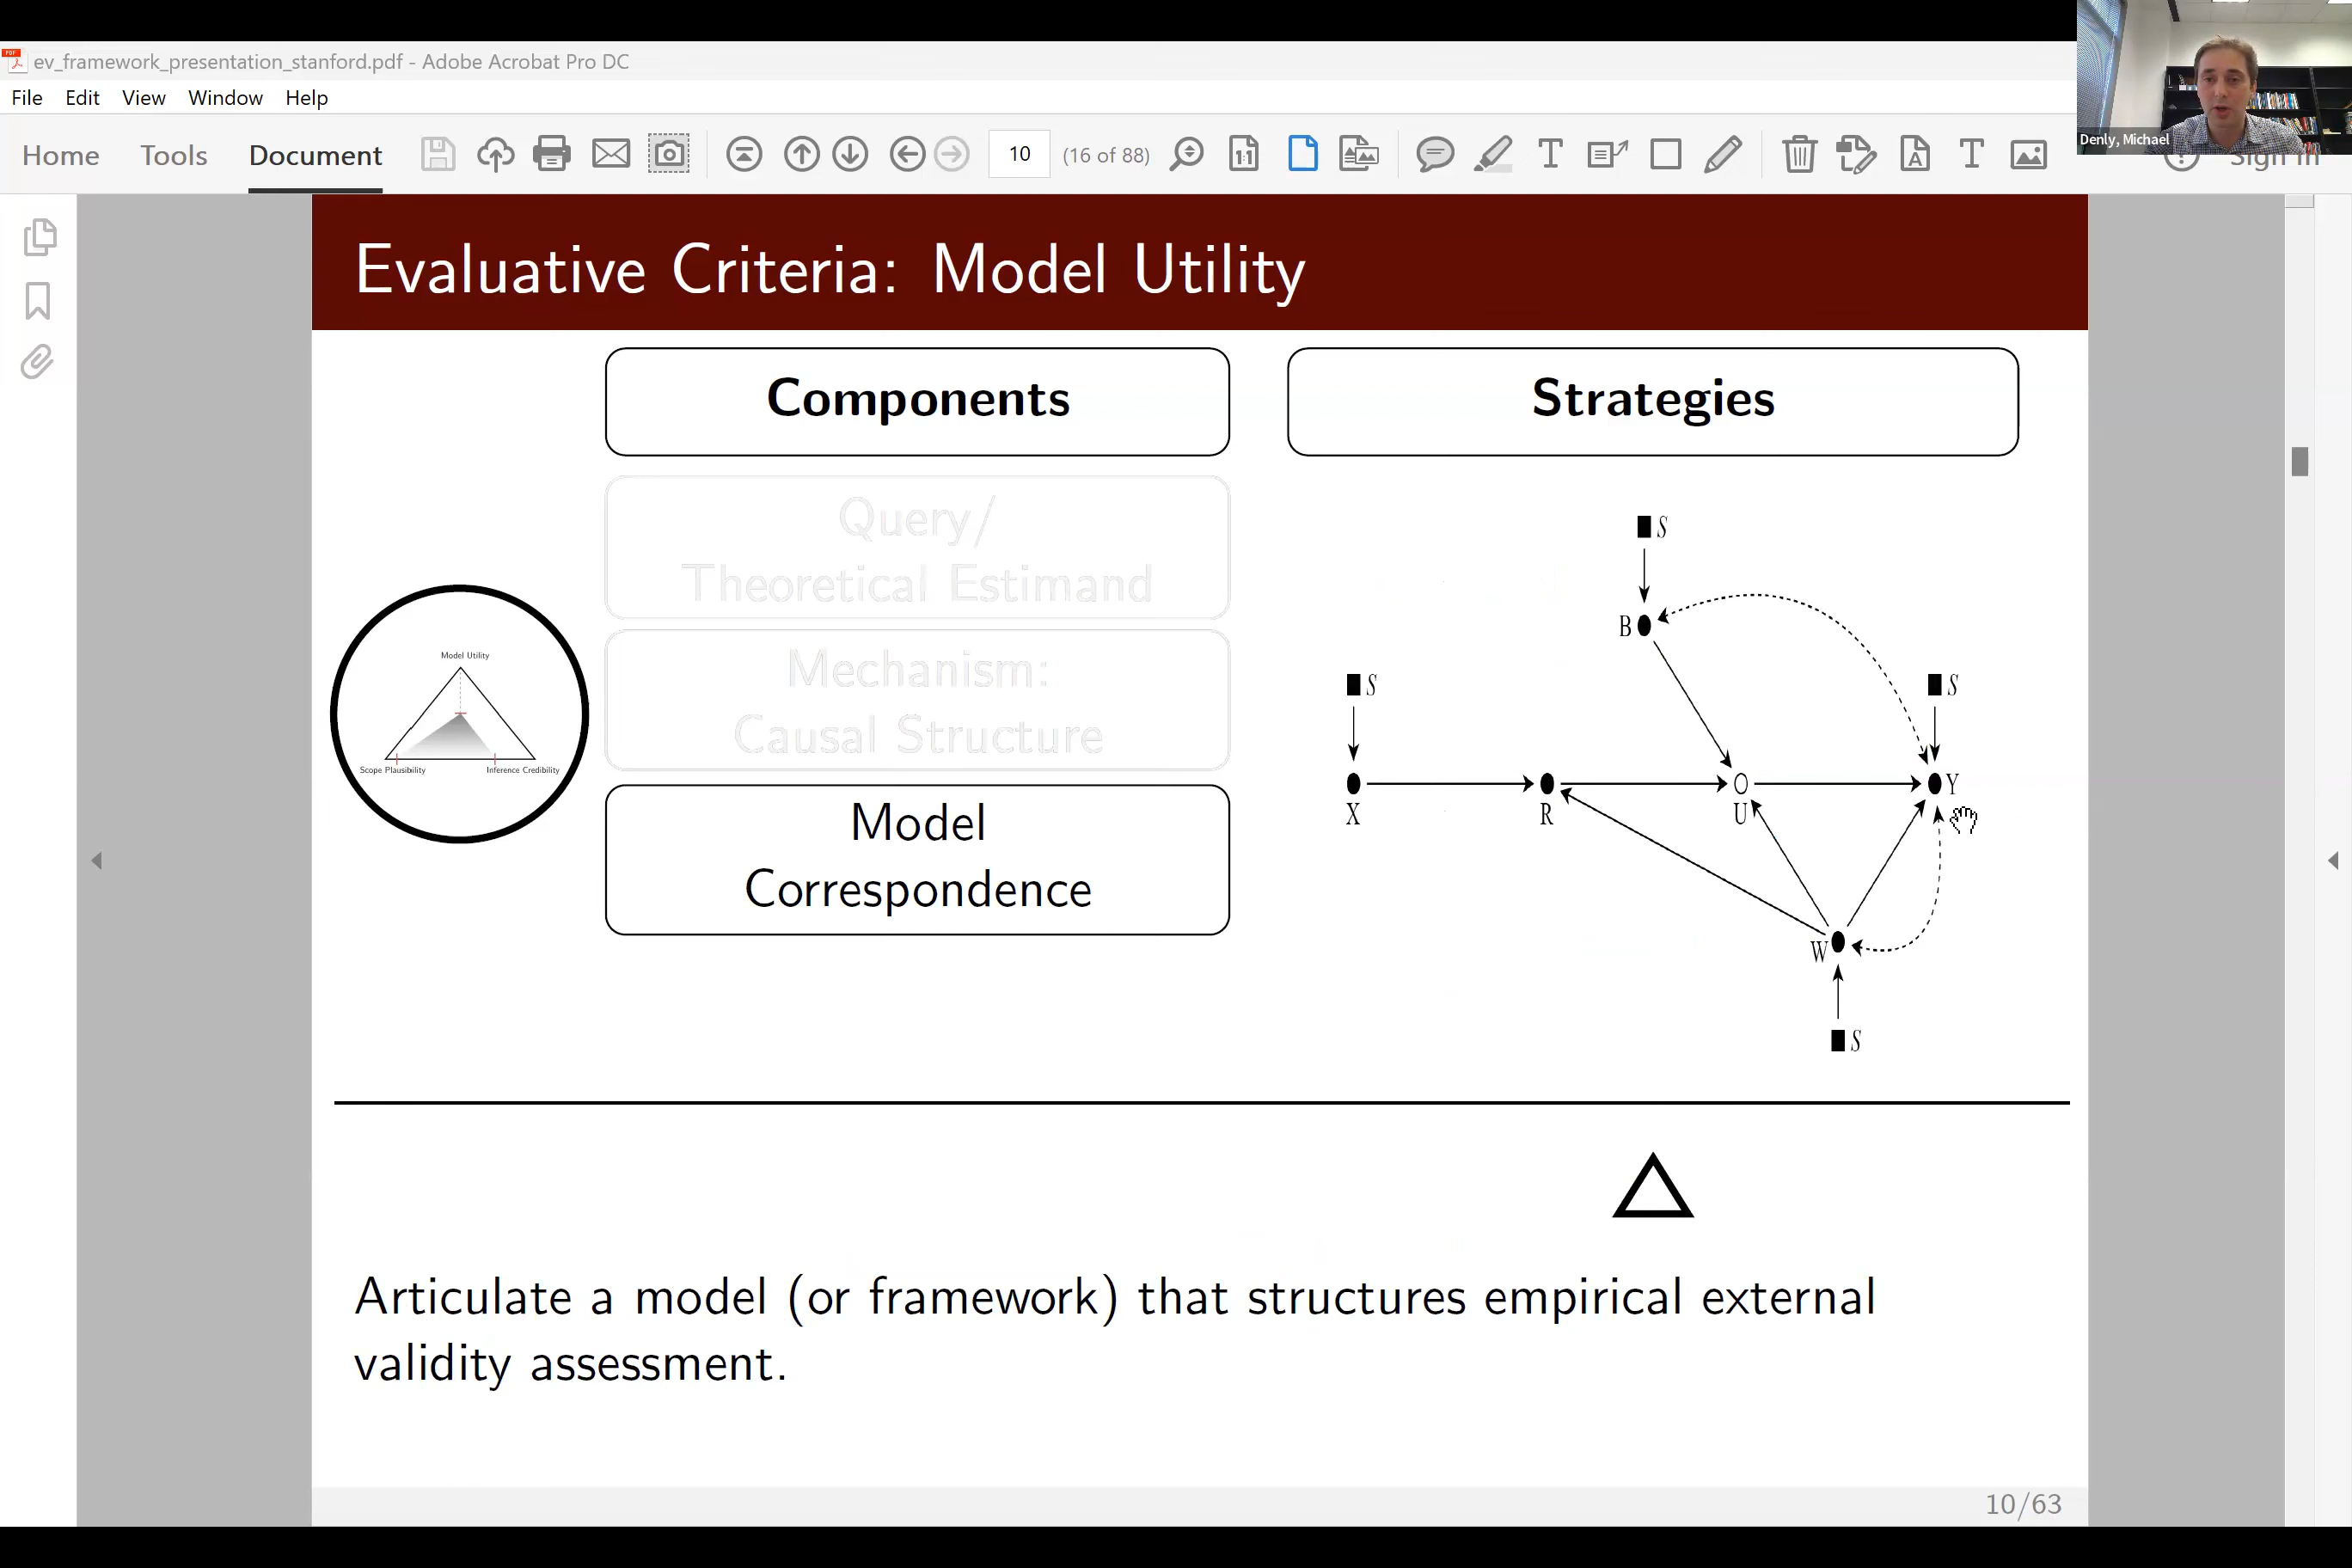 ev_framework_presentation_stanford.pdf - Adobe Acrobat Pro DC
File Edit View Window Help
Home Tools Document 10 (16 of 88) Sign In
Denly, Michael
Evaluative Criteria: Model Utility
Components
Strategies
Query/
Theoretical Estimand
Mechanism:
Causal Structure
Model
Correspondence
Model Utility
Scope Plausibility Inference Credibility
S
B
S
S
X
R
U
Y
W
S
Articulate a model (or framework) that structures empirical external
validity assessment.
10/63